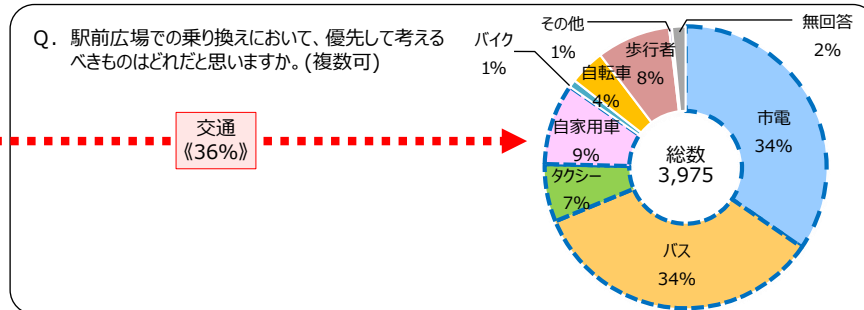 Q．駅前広場での乗り換えにおいて、優先して考える
べきものはどれだと思いますか。(複数可)
交通
《36%》
市電
34%
バス
34%
タクシー
7%
自家用車
9%
バイク
1%
自転車
4%
歩行者
8%
その他
1%
無回答
2%
総数
3,975